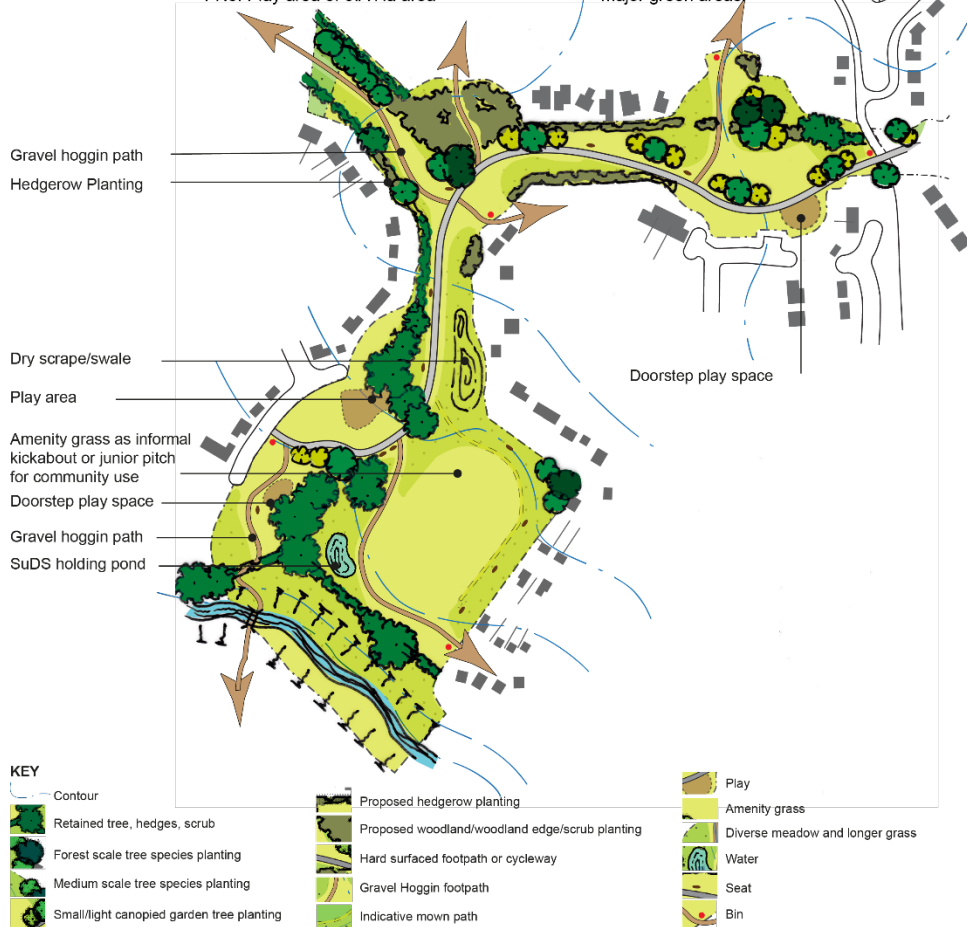 major green areas
Gravel hoggin path
Hedgerow Planting
Dry scrape/swale
Play area
Amenity grass as informal
kickabout or junior pitch
for community use
Doorstep play space
Gravel hoggin path
SuDS holding pond
Doorstep play space
KEY
Contour
Retained tree, hedges, scrub
Forest scale tree species planting
Medium scale tree species planting
Small/light canopied garden tree planting
Proposed hedgerow planting
Proposed woodland/woodland edge/scrub planting
Hard surfaced footpath or cycleway
Gravel Hoggin footpath
Indicative mown path
Play
Amenity grass
Diverse meadow and longer grass
Water
Seat
Bin